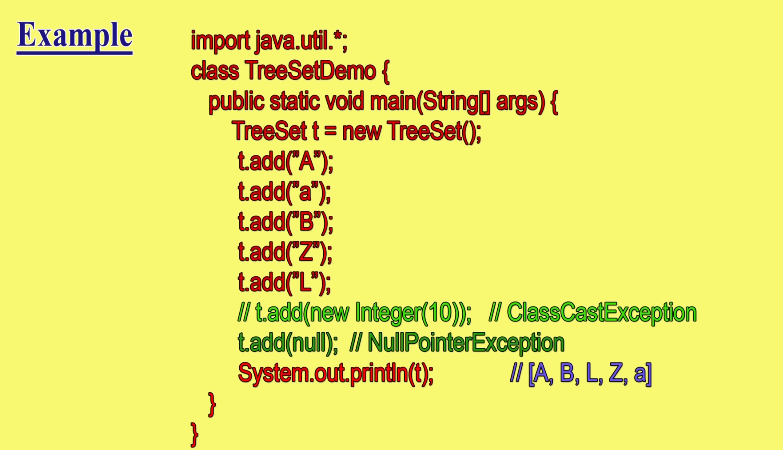 Example
import java.util.*;
class TreeSetDemo {
public static void main(String[] args) {
TreeSet t = new TreeSet();
t.add(”A”);
t.add(”a”);
t.add(”B”);
t.add(”Z”);
t.add(”L”);
// t.add(new Integer(10)); // ClassCastException
t.add(null); // NullPointerException
System.out.println(t); // [A, B, L, Z, a]
}
}